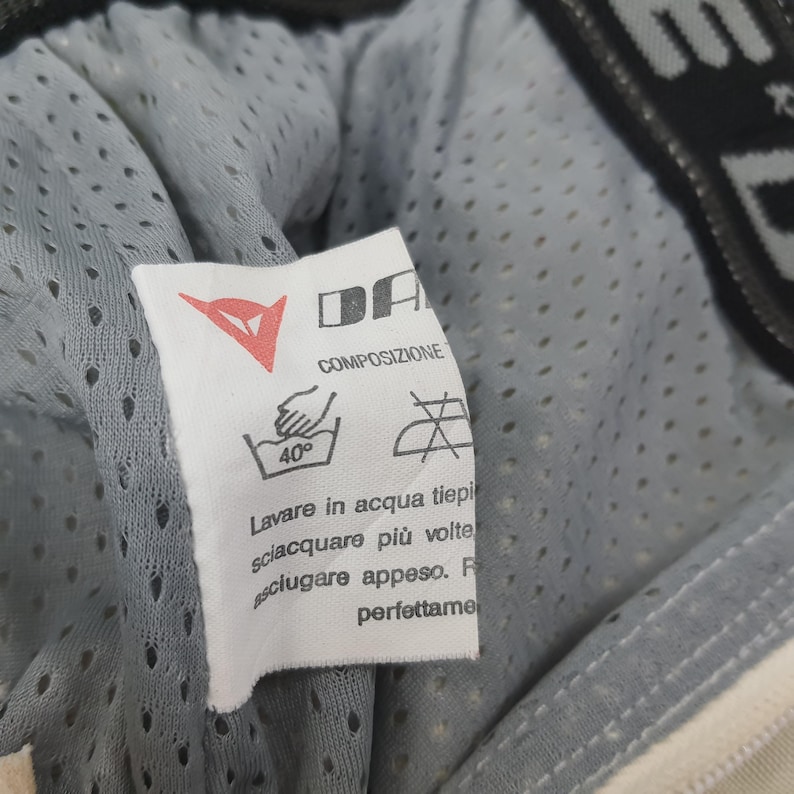 DA
COMPOSIZIONE
40°
Lavare in acqua tiepi
sciacquare più volte,
asciugare appeso. R
perfettame
E
D